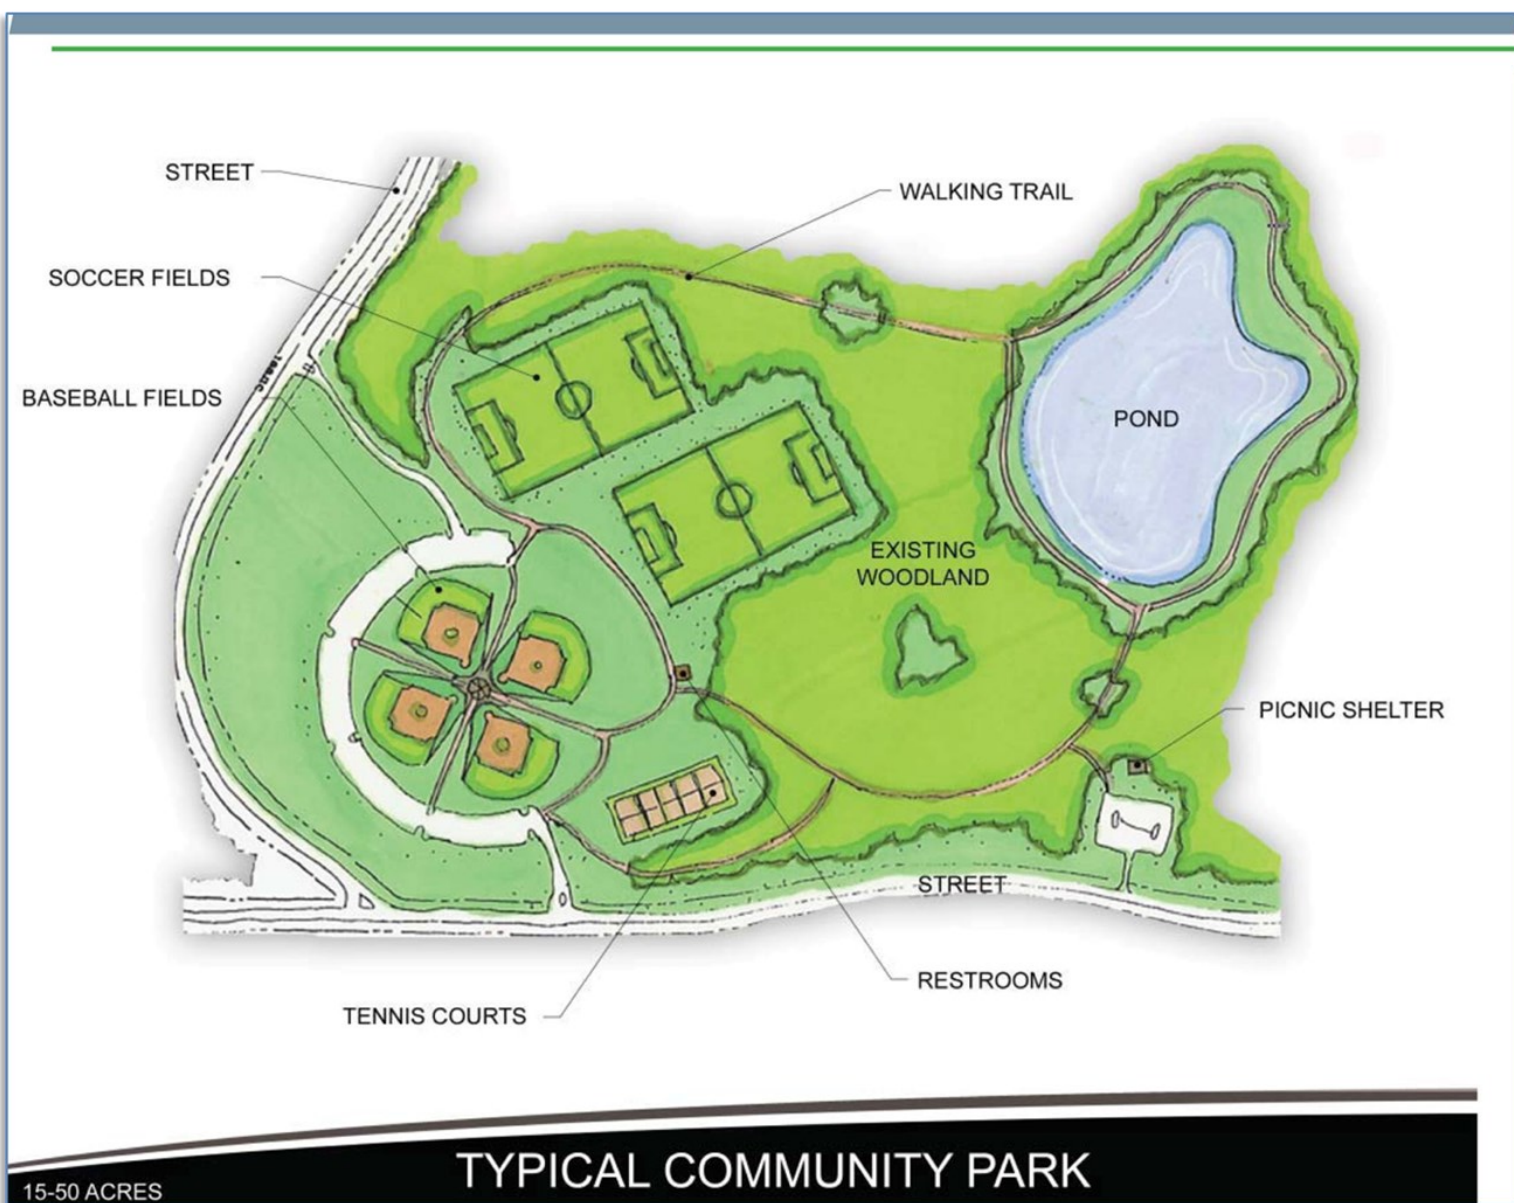 STREET
WALKING TRAIL
SOCCER FIELDS
BASEBALL FIELDS
POND
EXISTING
WOODLAND
PICNIC SHELTER
STREET
RESTROOMS
TENNIS COURTS
TYPICAL COMMUNITY PARK
15-50 ACRES